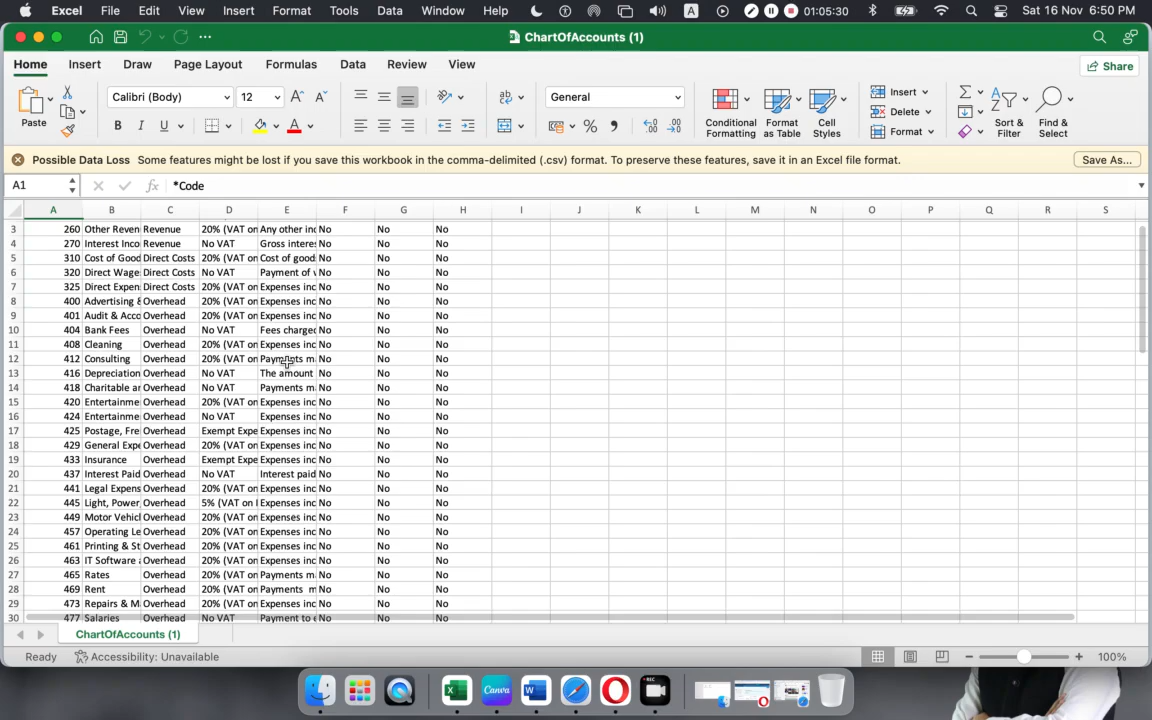 Excel File Edit View Insert Format Tools Data Window Help A 01:05:30 Sat 16 Nov 6:50 PM
ChartOfAccounts (1)
Home Insert Draw Page Layout Formulas Data Review View Share
Paste Calibri (Body) 12 A A General Insert Delete Format
B I U A % Conditional Formatting Format as Table Cell Styles Sort & Filter Find & Select
Possible Data Loss Some features might be lost if you save this workbook in the comma-delimited (.csv) format. To preserve these features, save it in an Excel file format. Save As...
A1 fx *Code
A B C D E F G H I J K L M N O P Q R S
3 260 Other Reven Revenue 20% (VAT on Any other inc No No No
4 270 Interest Inco Revenue No VAT Gross interes No No No
5 310 Cost of Good Direct Costs 20% (VAT on Cost of good No No No
6 320 Direct Wage Direct Costs No VAT Payment of No No No
7 325 Direct Expen Direct Costs 20% (VAT on Expenses inc No No No
8 400 Advertising & Overhead 20% (VAT on Expenses inc No No No
9 401 Audit & Acco Overhead 20% (VAT on Expenses inc No No No
10 404 Bank Fees Overhead No VAT Fees charged No No No
11 408 Cleaning Overhead 20% (VAT on Expenses inc No No No
12 412 Consulting Overhead 20% (VAT on Payments m No No No
13 416 Depreciation Overhead No VAT The amount No No No
14 418 Charitable an Overhead No VAT Payments m No No No
15 420 Entertainme Overhead 20% (VAT on Expenses inc No No No
16 424 Entertainme Overhead No VAT Expenses inc No No No
17 425 Postage, Fre Overhead Exempt Expe Expenses inc No No No
18 429 General Expe Overhead 20% (VAT on Expenses inc No No No
19 433 Insurance Overhead Exempt Expe Expenses inc No No No
20 437 Interest Paid Overhead No VAT Interest paid No No No
21 441 Legal Expens Overhead 20% (VAT on Expenses inc No No No
22 445 Light, Power, Overhead 5% (VAT on Expenses inc No No No
23 449 Motor Vehicl Overhead 20% (VAT on Expenses inc No No No
24 457 Operating Le Overhead 20% (VAT on Expenses inc No No No
25 461 Printing & St Overhead 20% (VAT on Expenses inc No No No
26 463 IT Software Overhead 20% (VAT on Expenses inc No No No
27 465 Rates Overhead 20% (VAT on Payments m No No No
28 469 Rent Overhead 20% (VAT on Payments m No No No
29 473 Repairs & M Overhead 20% (VAT on Expenses inc No No No
30 477 Salaries Overhead No VAT Payment to No No No
ChartOfAccounts (1)
Ready Accessibility: Unavailable 100%
Canva W REC